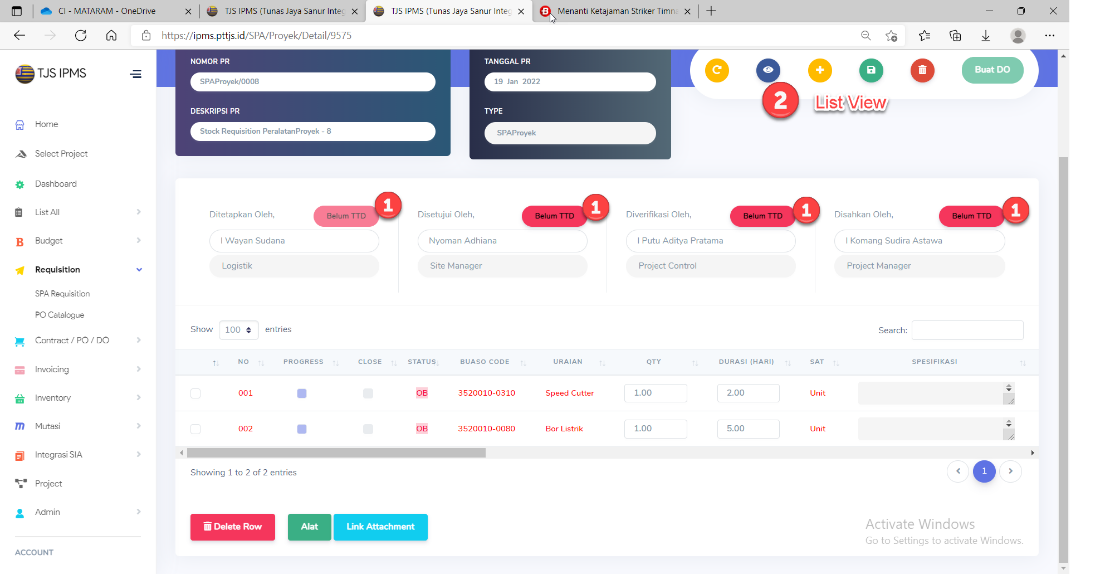 CI - MATARAM - OneDrive
TJS IPMS (Tunas Jaya Sanur Integ
TJS IPMS (Tunas Jaya Sanur Integ
Menanti Ketajaman Striker Timna
https://ipms.pttjs.id/SPA/Proyek/Detail/9575
TJS IPMS
Home
Select Project
Dashboard
List All
Budget
Requisition
SPA Requisition
PO Catalogue
Contract / PO / DO
Invoicing
Inventory
Mutasi
Integrasi SIA
Project
Admin
ACCOUNT
NOMOR PR
SPAProyek/0008
DESKRIPSI PR
Stock Requisition PeralatanProyek - 8
TANGGAL PR
19 Jan 2022
TYPE
SPAProyek
Buat DO
2 List View
Ditetapkan Oleh, Belum TTD 1
I Wayan Sudana
Logistik
Disetujui Oleh, Belum TTD 1
Nyoman Adhiana
Site Manager
Diverifikasi Oleh, Belum TTD 1
I Putu Aditya Pratama
Project Control
Disahkan Oleh, Belum TTD 1
I Komang Sudira Astawa
Project Manager
Show 100 entries
Search:
NO PROGRESS CLOSE STATUS BUASO CODE URAIAN QTY DURASI (HARI) SAT SPESIFIKASI
001 OB 3520010-0310 Speed Cutter 1.00 2.00 Unit
002 OB 3520010-0080 Bor Listrik 1.00 5.00 Unit
Showing 1 to 2 of 2 entries
1
Delete Row Alat Link Attachment
Activate Windows
Go to Settings to activate Windows.